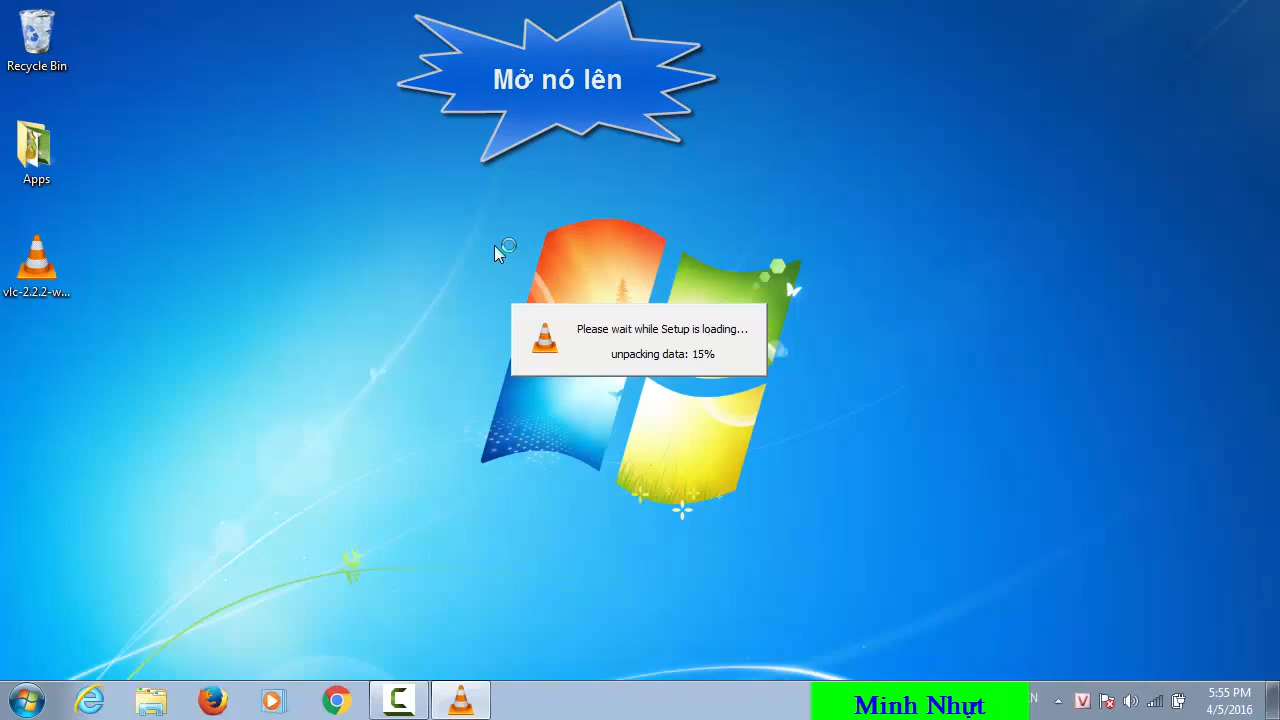 Recycle Bin
Mở nó lên
Apps
vlc-2.2.2-w...
Please wait while Setup is loading...
unpacking data: 15%
Minh Nhựt
5:55 PM
4/5/2016